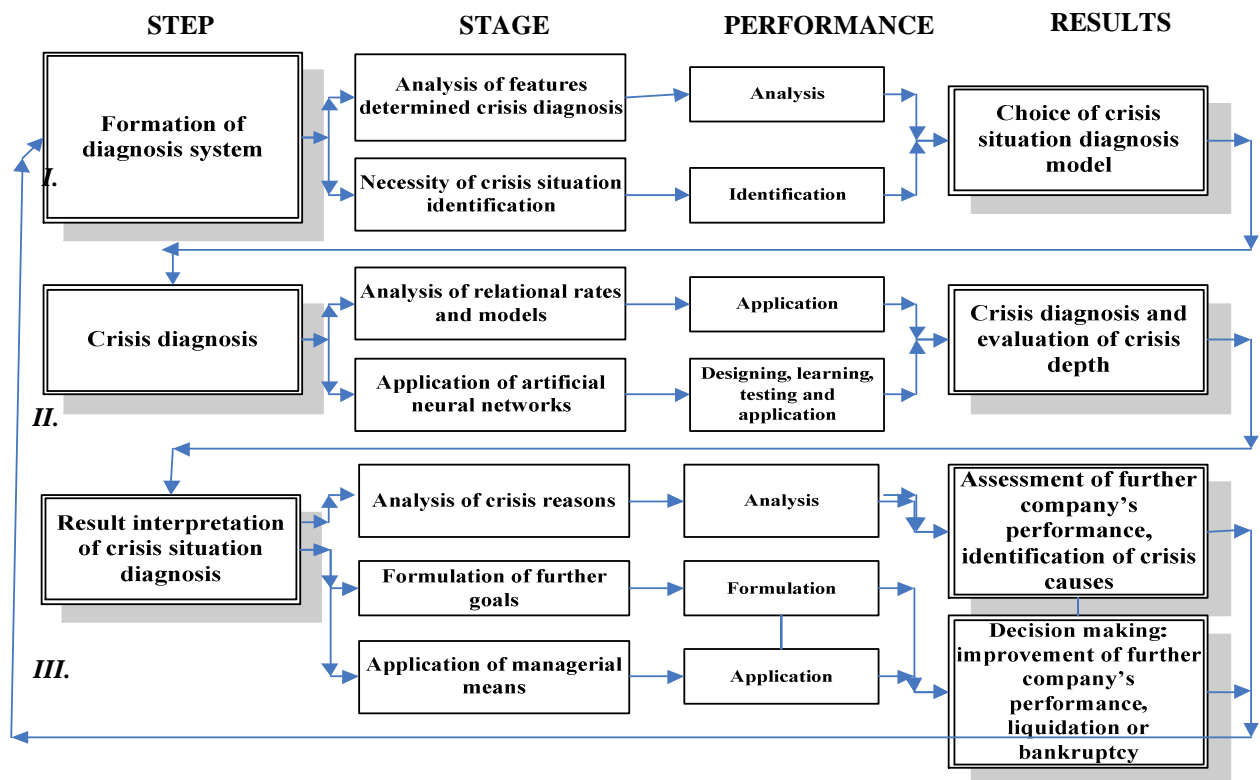 STEP
STAGE
PERFORMANCE
RESULTS
I.
Formation of
diagnosis system
Analysis of features
determined crisis diagnosis
Analysis
Necessity of crisis situation
identification
Identification
Choice of crisis
situation diagnosis
model
II.
Crisis diagnosis
Analysis of relational rates
and models
Application
Application of artificial
neural networks
Designing, learning,
testing and
application
Crisis diagnosis and
evaluation of crisis
depth
III.
Result interpretation
of crisis situation
diagnosis
Analysis of crisis reasons
Analysis
Formulation of further
goals
Formulation
Application of managerial
means
Application
Assessment of further
company’s
performance,
identification of crisis
causes
Decision making:
improvement of further
company’s
performance,
liquidation or
bankruptcy